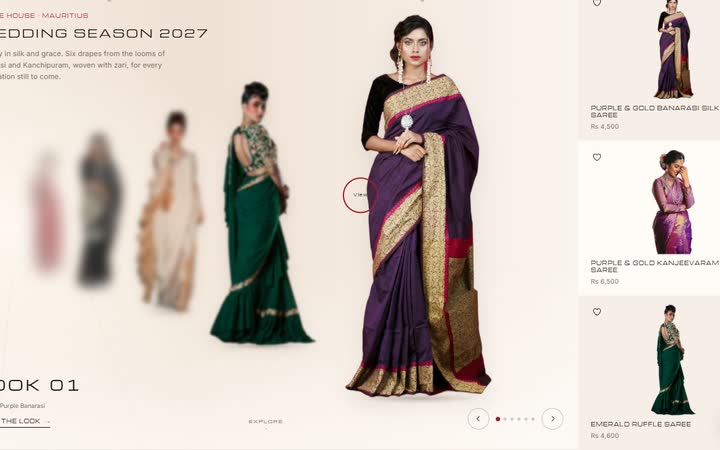 E HOUSE · MAURITIUS
EDDING SEASON 2027
y in silk and grace. Six drapes from the looms of
si and Kanchipuram, woven with zari, for every
ation still to come.
View
OOK 01
Purple Banarasi
THE LOOK →
EXPLORE
PURPLE & GOLD BANARASI SILK
SAREE
Rs 4,500
PURPLE & GOLD KANJEEVARAM
SAREE
Rs 6,500
EMERALD RUFFLE SAREE
Rs 4,600